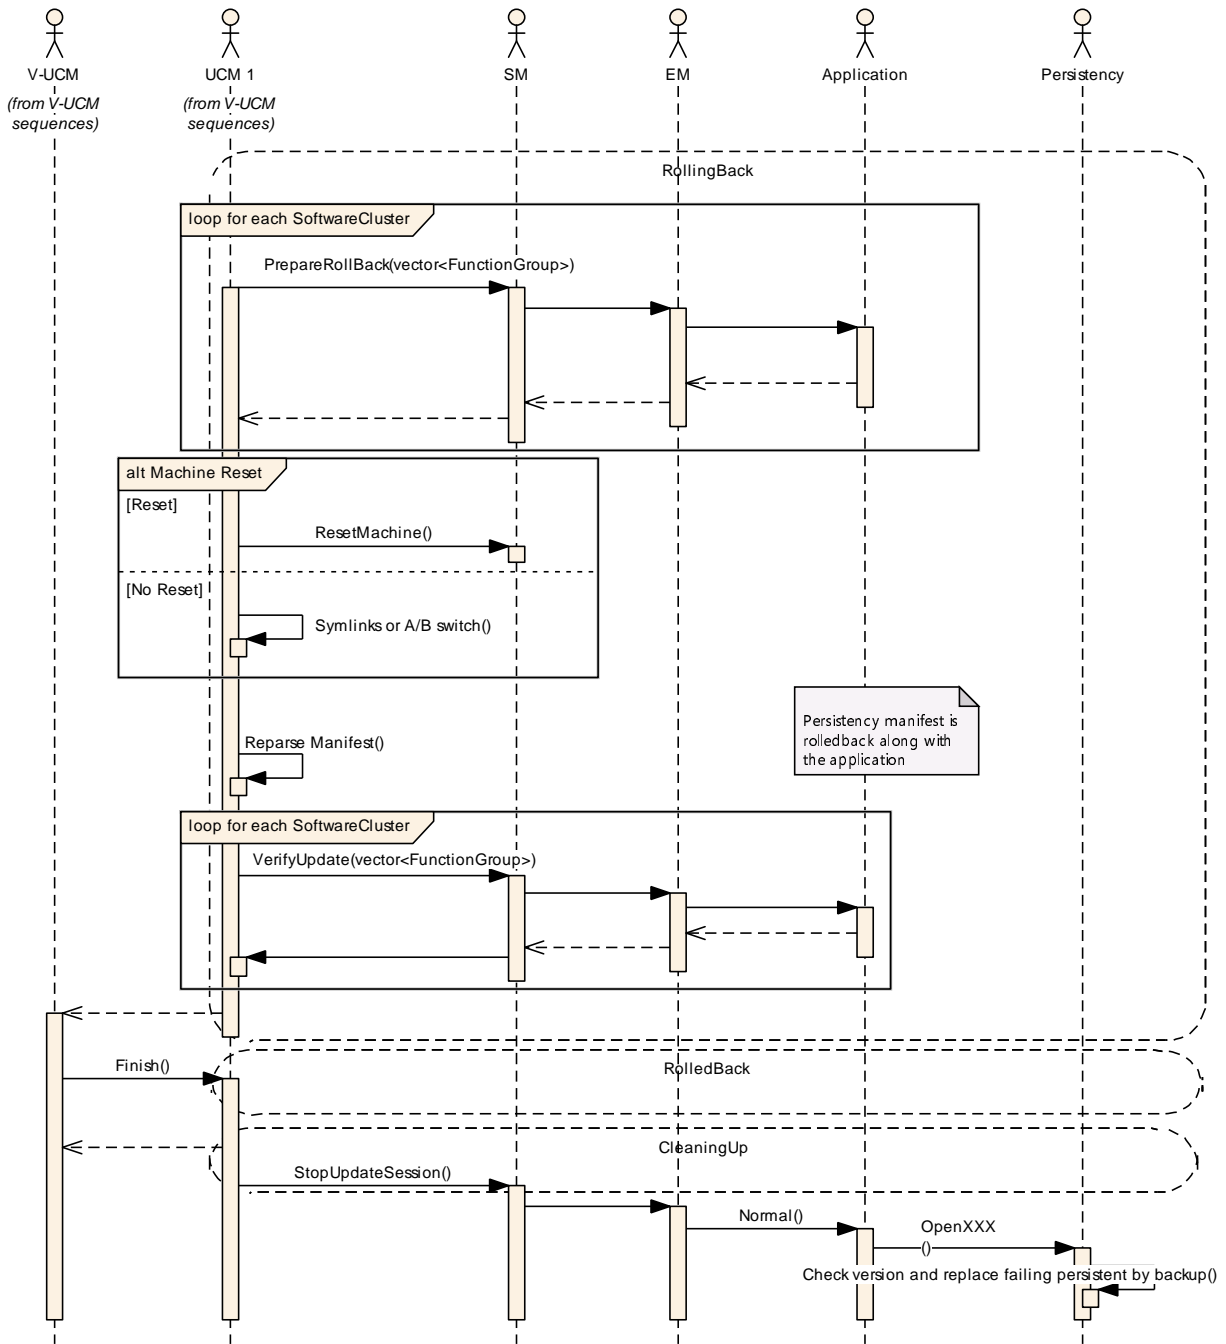 V-UCM
UCM 1
SM
EM
Application
Persistency
(from V-UCM
sequences)
(from V-UCM
sequences)
RollingBack
loop for each SoftwareCluster
PrepareRollBack(vector<FunctionGroup>)
alt Machine Reset
[Reset]
ResetMachine()
[No Reset]
Symlinks or A/B switch()
Persistency manifest is
rolledback along with
the application
Reparse Manifest()
loop for each SoftwareCluster
VerifyUpdate(vector<FunctionGroup>)
Finish()
RolledBack
CleaningUp
StopUpdateSession()
Normal()
OpenXXX
()
Check version and replace failing persistent by backup()